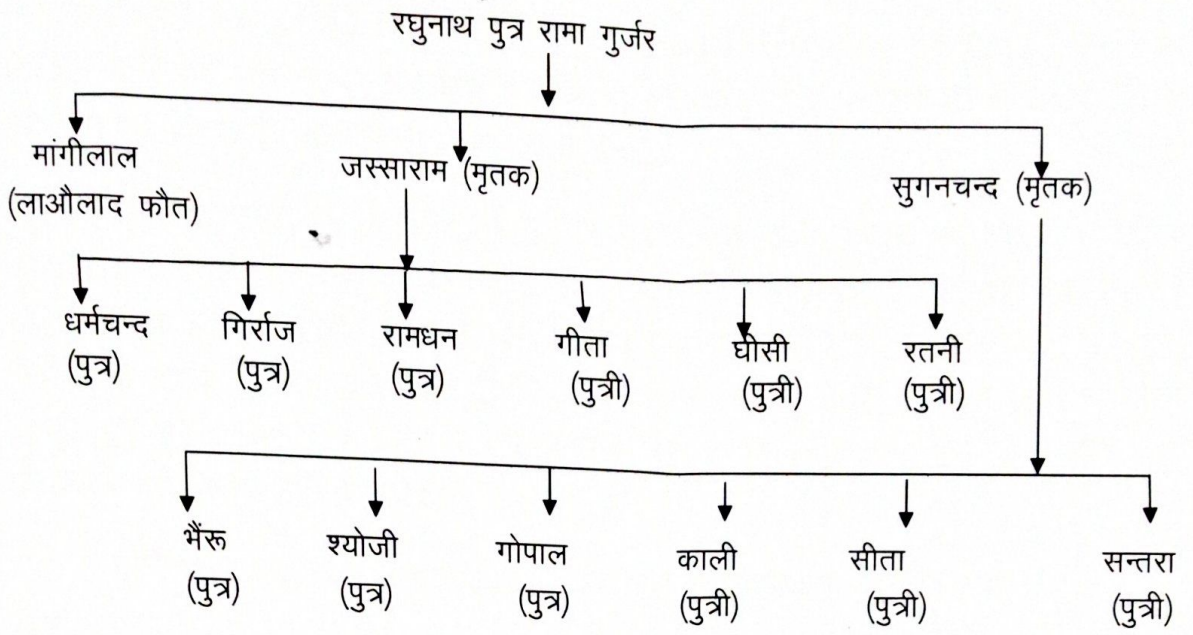 रघुनाथ पुत्र रामा गुर्जर
मांगीलाल
(लाऔलाद फौत)
जस्साराम (मृतक)
सुगनचन्द (मृतक)
धर्मचन्द
(पुत्र)
गिर्राज
(पुत्र)
रामधन
(पुत्र)
गीता
(पुत्री)
घीसी
(पुत्री)
रतनी
(पुत्री)
भैंरू
(पुत्र)
श्योजी
(पुत्र)
गोपाल
(पुत्र)
काली
(पुत्री)
सीता
(पुत्री)
सन्तरा
(पुत्री)